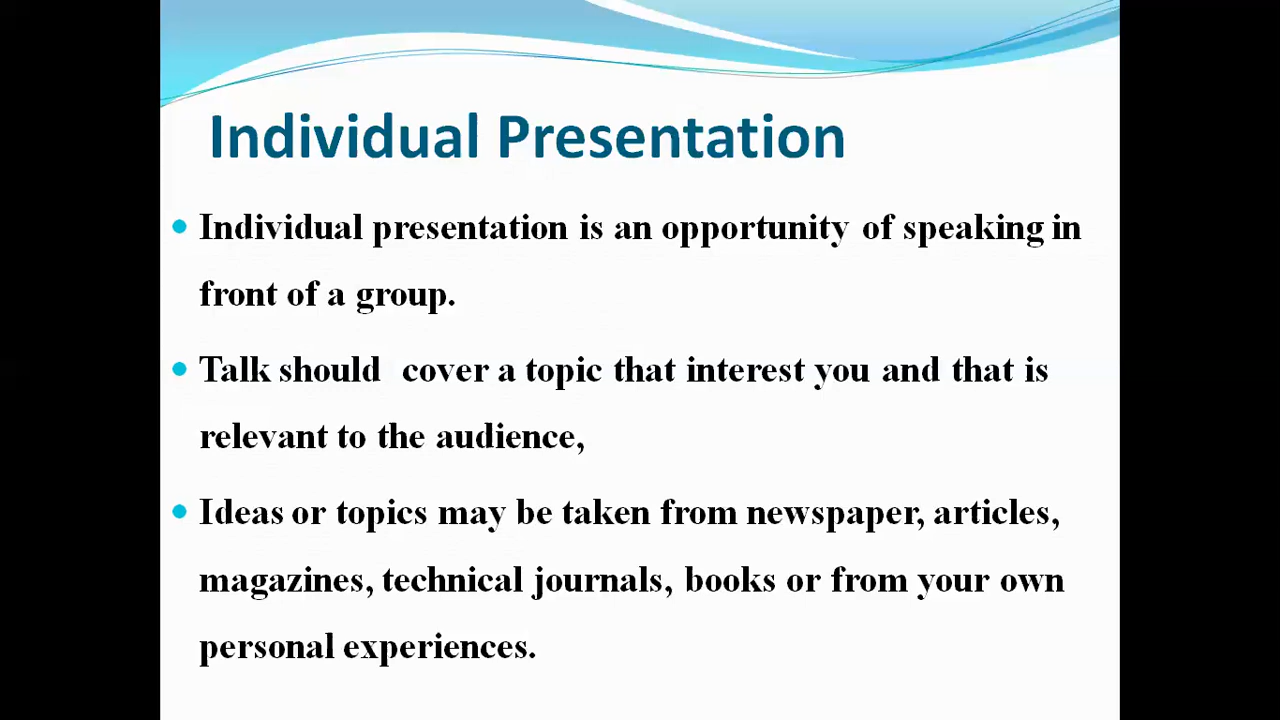 Individual Presentation
• Individual presentation is an opportunity of speaking in
front of a group.
• Talk should cover a topic that interest you and that is
relevant to the audience,
• Ideas or topics may be taken from newspaper, articles,
magazines, technical journals, books or from your own
personal experiences.